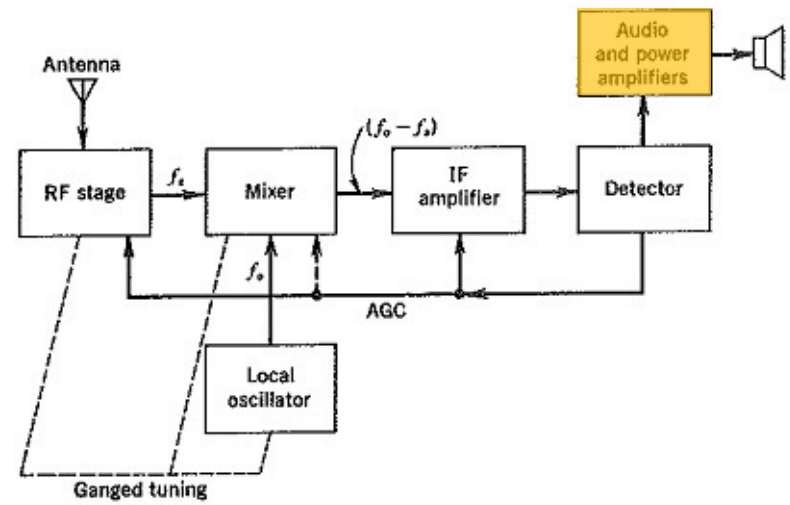 Audio
and power
amplifiers
Antenna
(fo – fs)
RF stage
fs
Mixer
IF
amplifier
Detector
fo
AGC
Local
oscillator
Ganged tuning